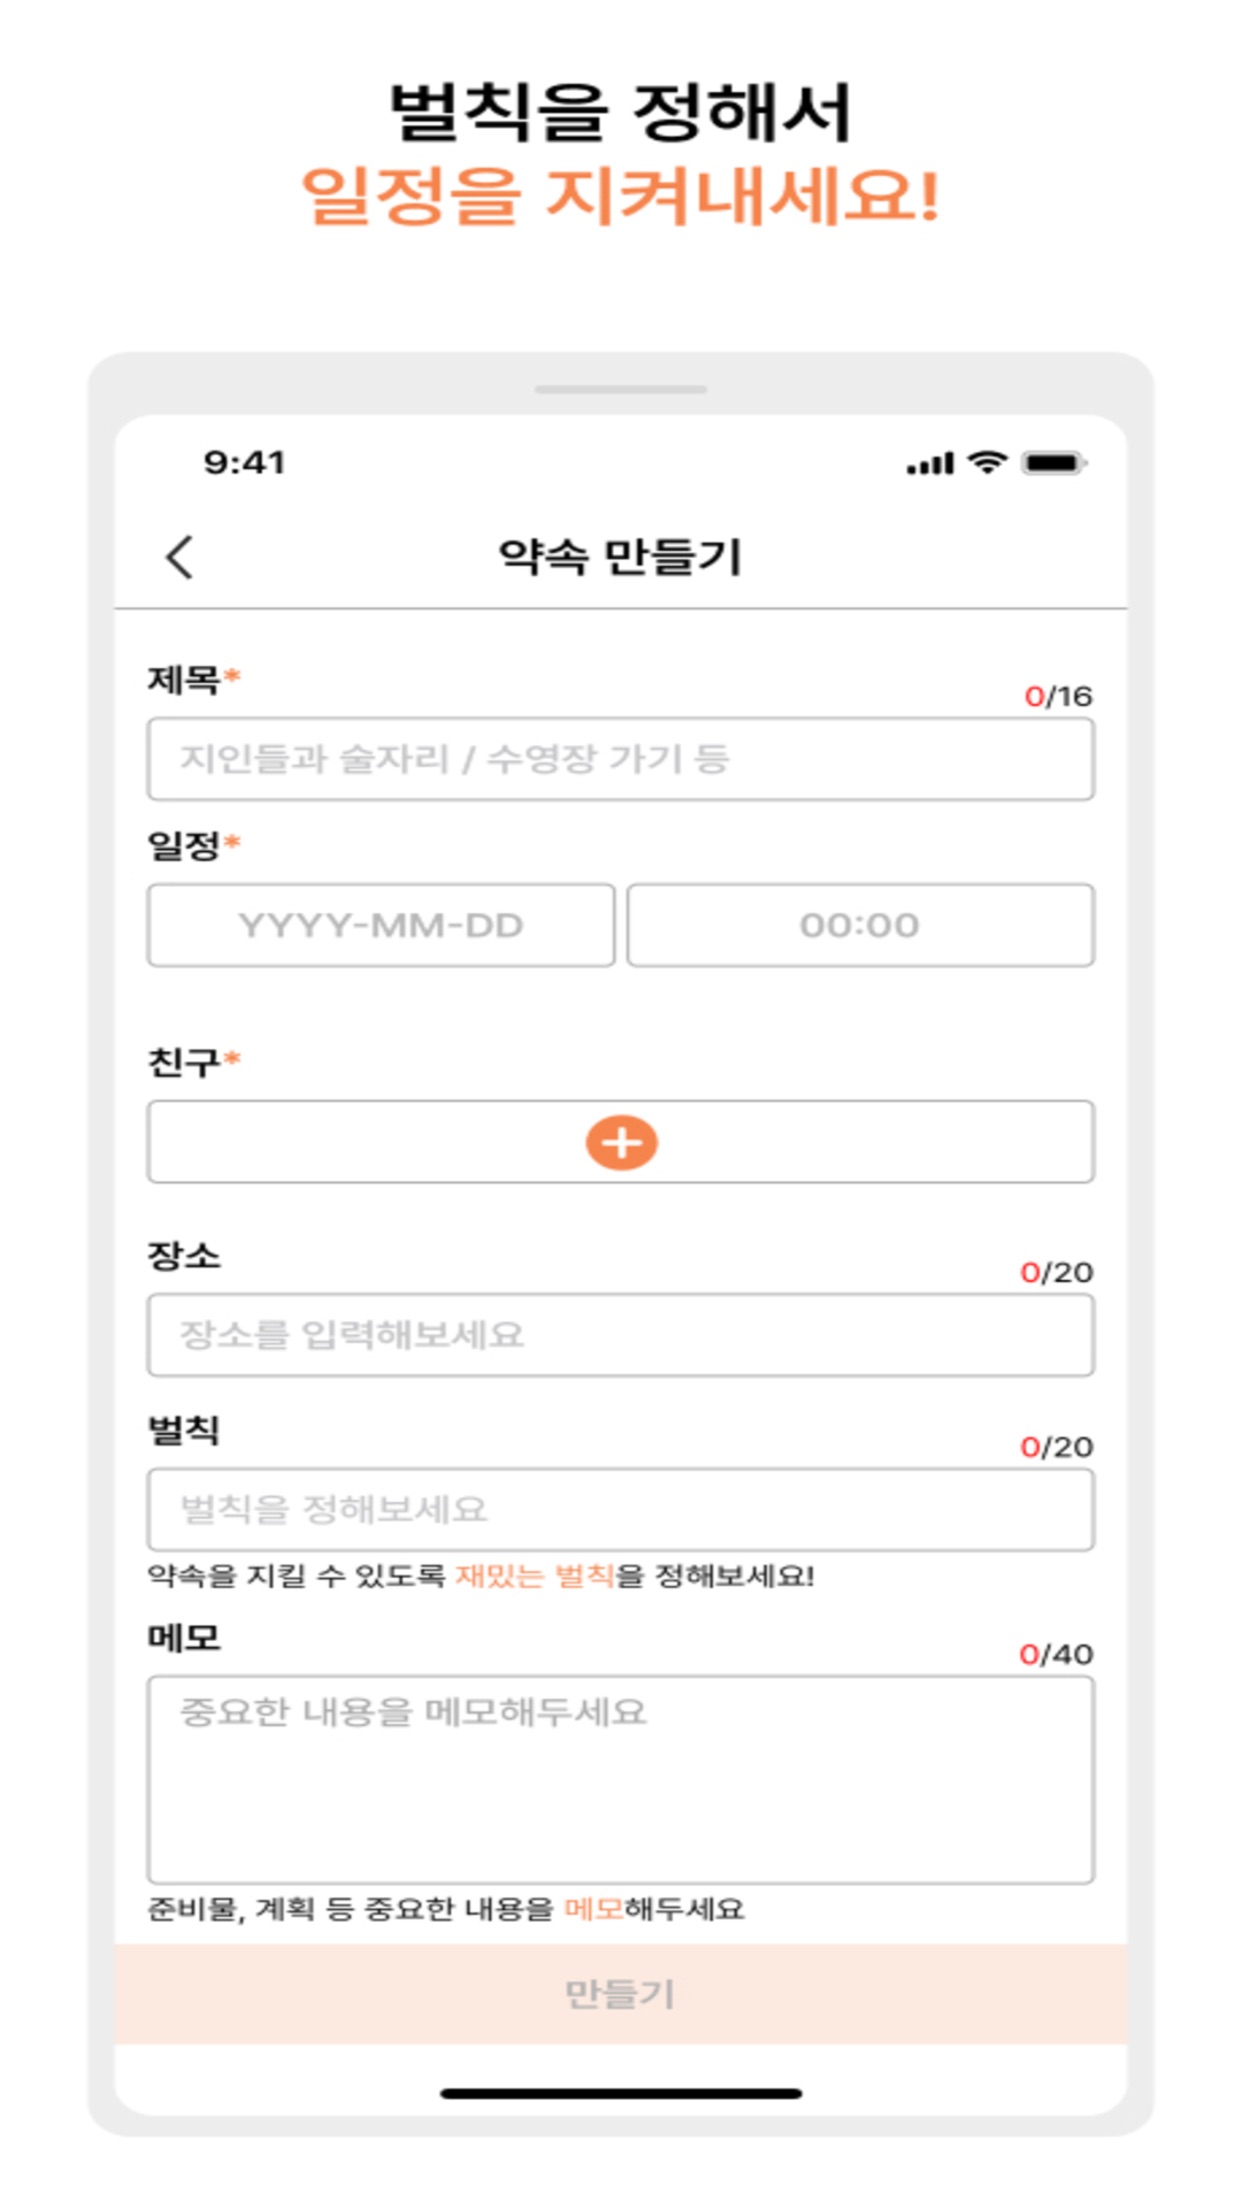 벌칙을 정해서
일정을 지켜내세요!
9:41
약속 만들기
제목*
0/16
지인들과 술자리 / 수영장 가기 등
일정*
YYYY-MM-DD
00:00
친구*
장소
0/20
장소를 입력해보세요
벌칙
0/20
벌칙을 정해보세요
약속을 지킬 수 있도록 재밌는 벌칙을 정해보세요!
메모
0/40
중요한 내용을 메모해두세요
준비물, 계획 등 중요한 내용을 메모해두세요
만들기